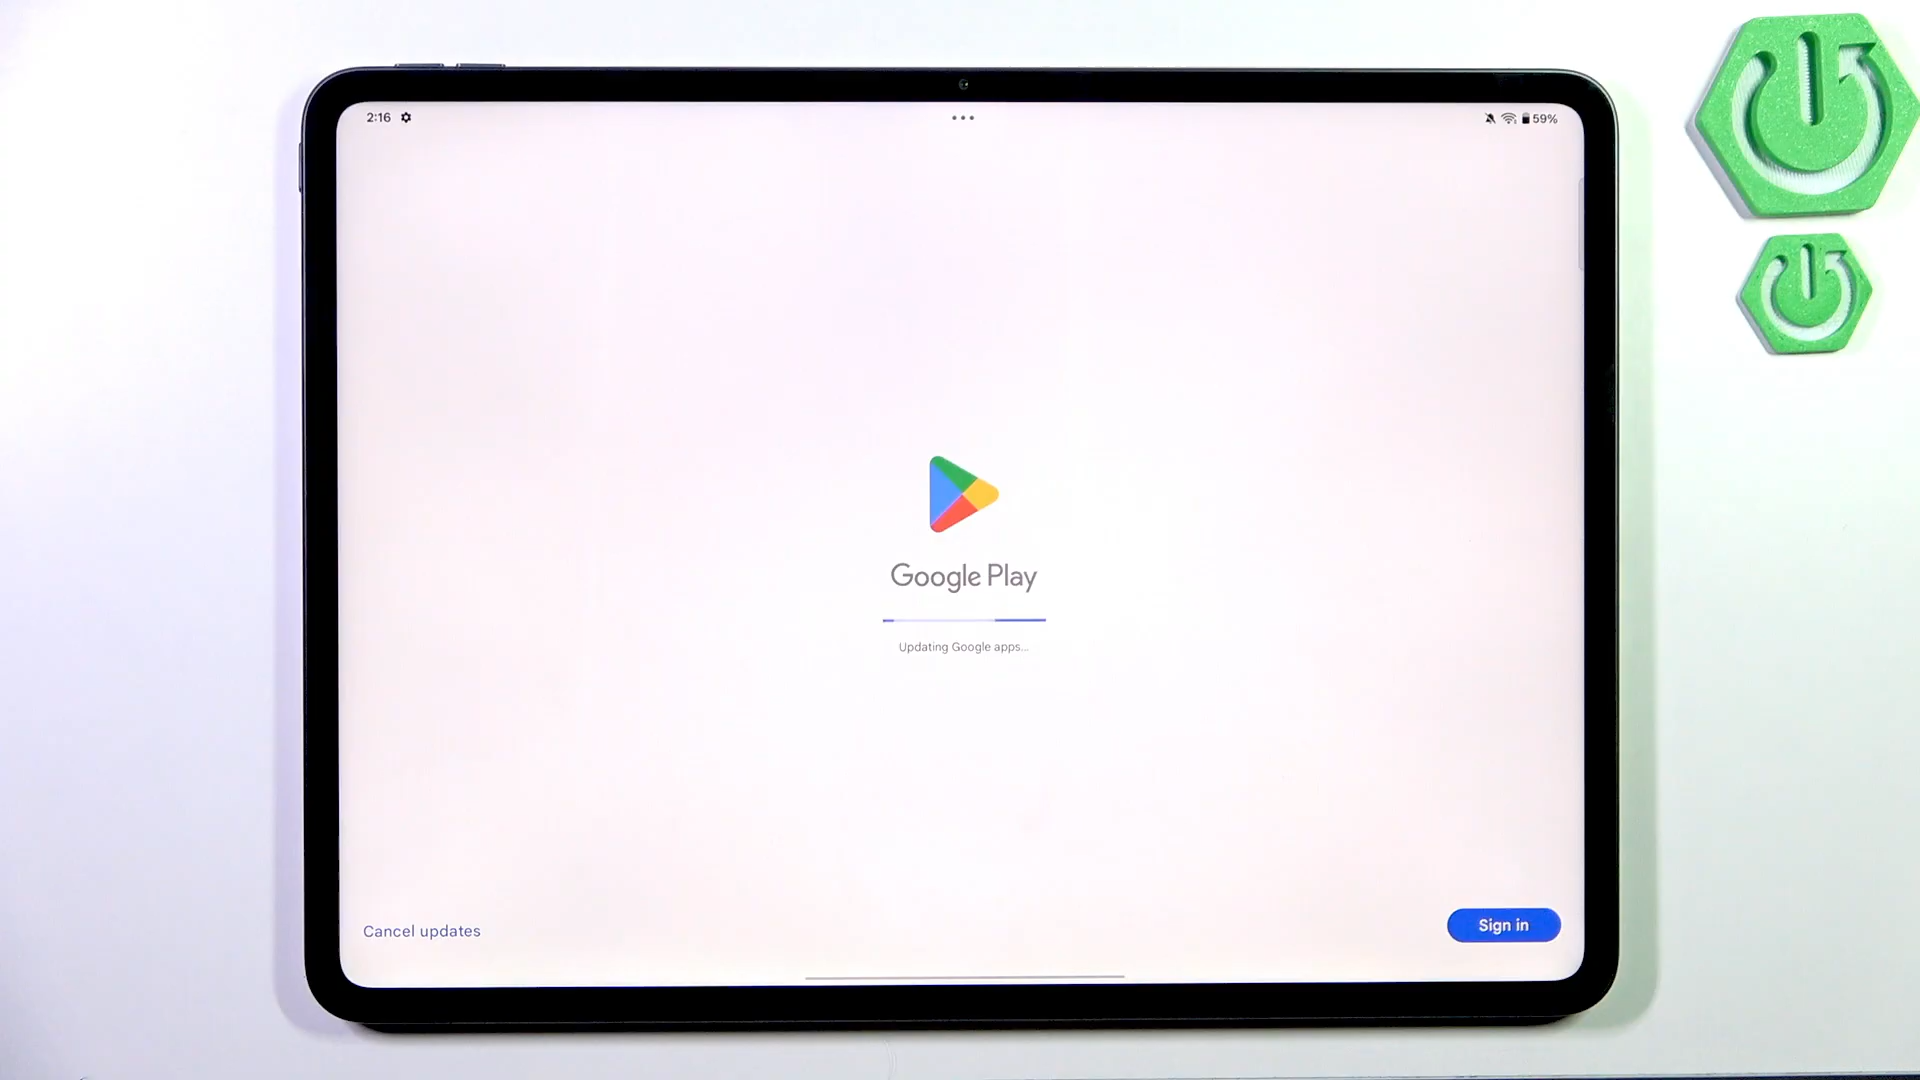 2:16
59%
Google Play
Updating Google apps...
Cancel updates
Sign in